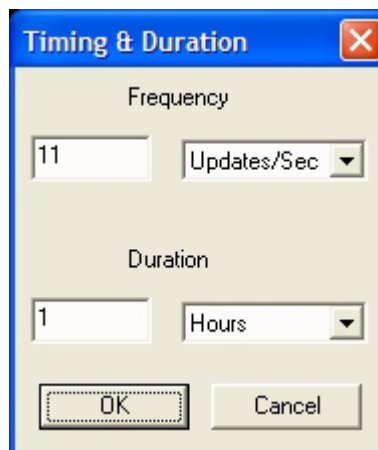 Timing & Duration
Frequency
11 Updates/Sec
Duration
1 Hours
OK Cancel